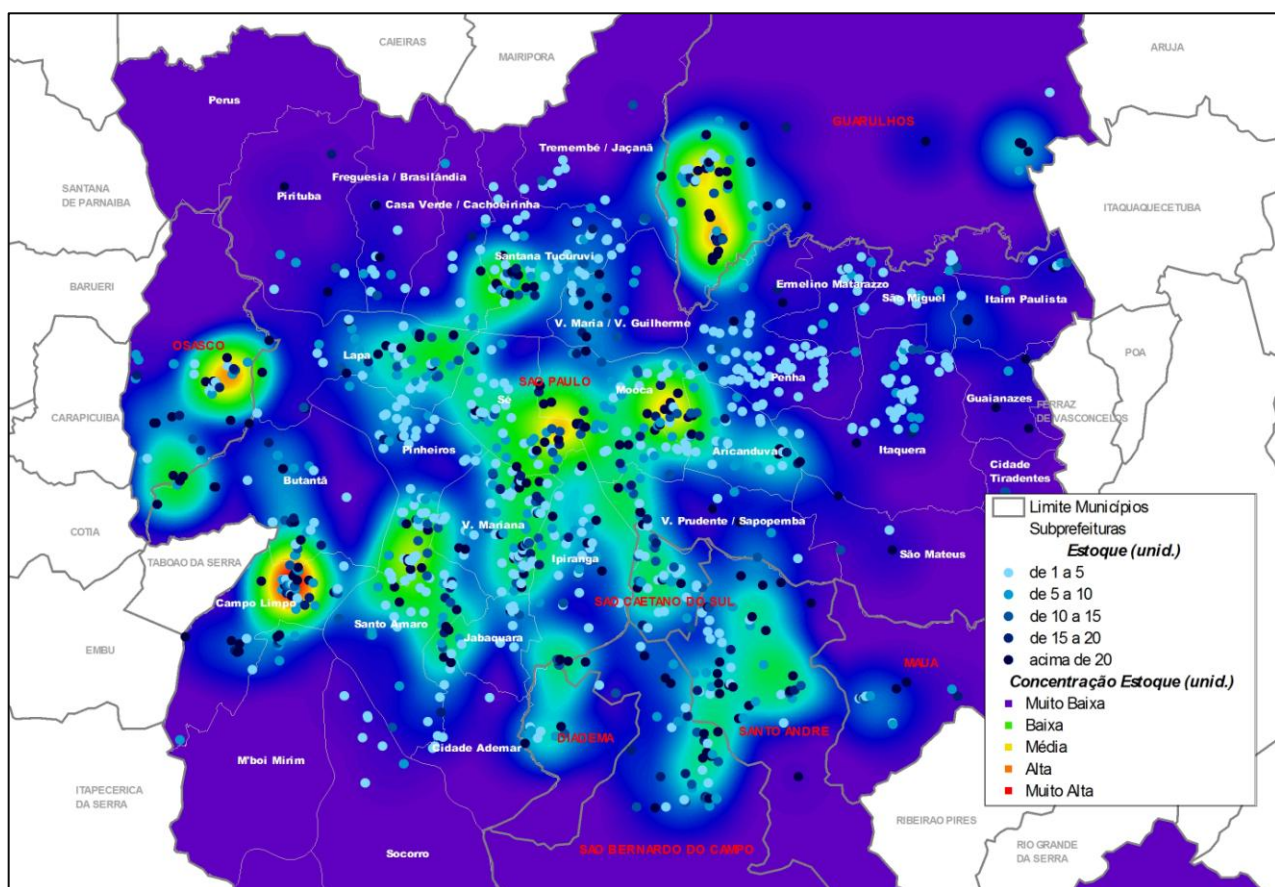 CAIEIRAS
MAIRIPORA
ARUJA
Perus
GUARULHOS
Tremembé / Jaçanã
Freguesia / Brasilândia
SANTANA
DE PARNAIBA
Pirituba
Casa Verde / Cachoeirinha
ITAQUAQUECETUBA
Santana Tucuruvi
Ermelino Matarazzo
BARUERI
São Miguel
Itaim Paulista
V. Maria / V. Guilherme
OSASCO
Lapa
POA
SAO PAULO
Penha
Mooca
Sé
Guaianazes
CARAPICUIBA
FERRAZ
DE VASCONCELOS
Pinheiros
Aricanduva
Itaquera
Cidade
Tiradentes
Butantã
COTIA
V. Mariana
V. Prudente / Sapopemba
São Mateus
Ipiranga
TABOAO DA SERRA
Campo Limpo
SAO CAETANO DO SUL
Santo Amaro
Jabaquara
EMBU
MAUA
SANTO ANDRE
DIADEMA
Cidade Ademar
M'boi Mirim
ITAPECERICA
DA SERRA
RIBEIRAO PIRES
RIO GRANDE
DA SERRA
SAO BERNARDO DO CAMPO
Socorro
Limite Municípios
Subprefeituras
Estoque (unid.)
de 1 a 5
de 5 a 10
de 10 a 15
de 15 a 20
acima de 20
Concentração Estoque (unid.)
Muito Baixa
Baixa
Média
Alta
Muito Alta